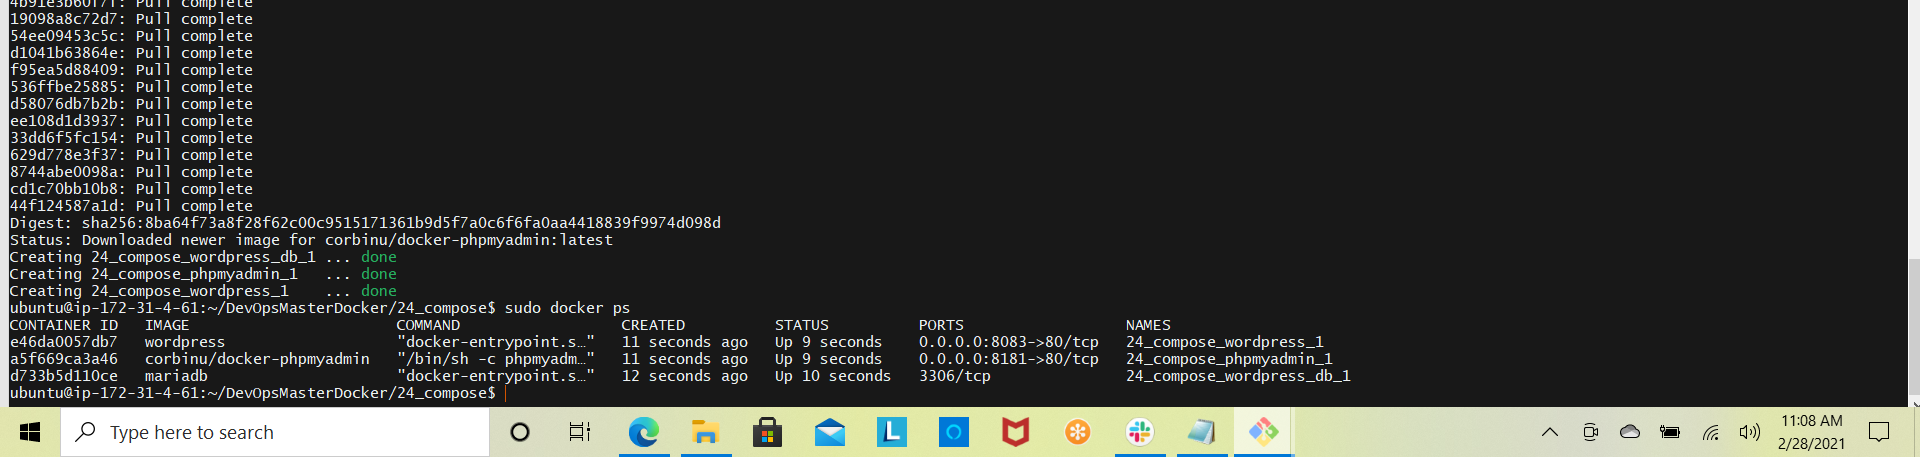 4b91e3b60f7f: Pull complete
19098a8c72d7: Pull complete
54ee09453c5c: Pull complete
d1041b63864e: Pull complete
f95ea5d88409: Pull complete
536ffbe25885: Pull complete
d58076db7b2b: Pull complete
ee108d1d3937: Pull complete
33dd6f5fc154: Pull complete
629d778e3f37: Pull complete
8744abe0098a: Pull complete
cd1c70bb10b8: Pull complete
44f124587a1d: Pull complete
Digest: sha256:8ba64f73a8f28f62c00c9515171361b9d5f7a0c6f6fa0aa4418839f9974d098d
Status: Downloaded newer image for corbinu/docker-phpmyadmin:latest
Creating 24_compose_wordpress_db_1 ... done
Creating 24_compose_phpmyadmin_1   ... done
Creating 24_compose_wordpress_1    ... done
ubuntu@ip-172-31-4-61:~/DevOpsMasterDocker/24_compose$ sudo docker ps
CONTAINER ID   IMAGE                       COMMAND                  CREATED          STATUS          PORTS                  NAMES
e46da0057db7   wordpress                   "docker-entrypoint.s…"   11 seconds ago   Up 9 seconds    0.0.0.0:8083->80/tcp   24_compose_wordpress_1
a5f669ca3a46   corbinu/docker-phpmyadmin   "/bin/sh -c phpmyadm…"   11 seconds ago   Up 9 seconds    0.0.0.0:8181->80/tcp   24_compose_phpmyadmin_1
d733b5d110ce   mariadb                     "docker-entrypoint.s…"   12 seconds ago   Up 10 seconds   3306/tcp               24_compose_wordpress_db_1
ubuntu@ip-172-31-4-61:~/DevOpsMasterDocker/24_compose$
Type here to search
L
11:08 AM
2/28/2021